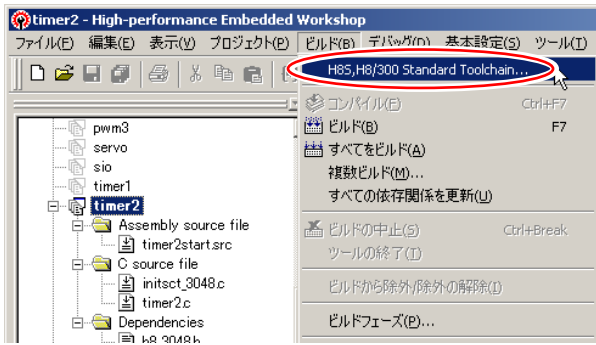 timer2 - High-performance Embedded Workshop
ファイル(F) 編集(E) 表示(V) プロジェクト(P) ビルド(B) デバッグ(D) 基本設定(S) ツール(T)
H8S,H8/300 Standard Toolchain...
コンパイル(F) Ctrl+F7
ビルド(B) F7
すべてをビルド(A)
複数ビルド(M)...
すべての依存関係を更新(U)
ビルドの中止(S) Ctrl+Break
ツールの終了(T)
ビルドから除外/除外の解除(I)
ビルドフェーズ(P)...
pwm3
servo
sio
timer1
timer2
Assembly source file
timer2start.src
C source file
initsct_3048.c
timer2.c
Dependencies
h8_3048.h